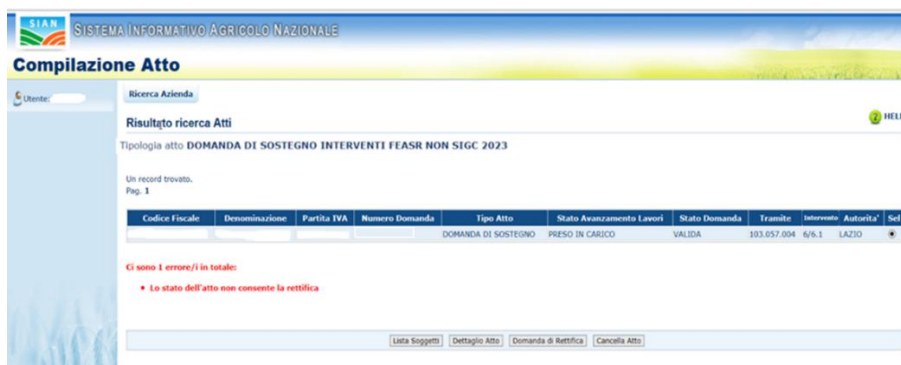 SIAN
SISTEMA INFORMATIVO AGRICOLO NAZIONALE
Compilazione Atto
Utente:
Ricerca Azienda
Risultato ricerca Atti
HELP
Tipologia atto DOMANDA DI SOSTEGNO INTERVENTI FEASR NON SIGC 2023
Un record trovato.
Pag. 1
Codice Fiscale Denominazione Partita IVA Numero Domanda Tipo Atto Stato Avanzamento Lavori Stato Domanda Tramite Intervento Autorita' Sel
DOMANDA DI SOSTEGNO PRESO IN CARICO VALIDA 103.057.004 6/6.1 LAZIO
Ci sono 1 errore/i in totale:
• Lo stato dell'atto non consente la rettifica
Lista Soggetti Dettaglio Atto Domanda di Rettifica Cancella Atto